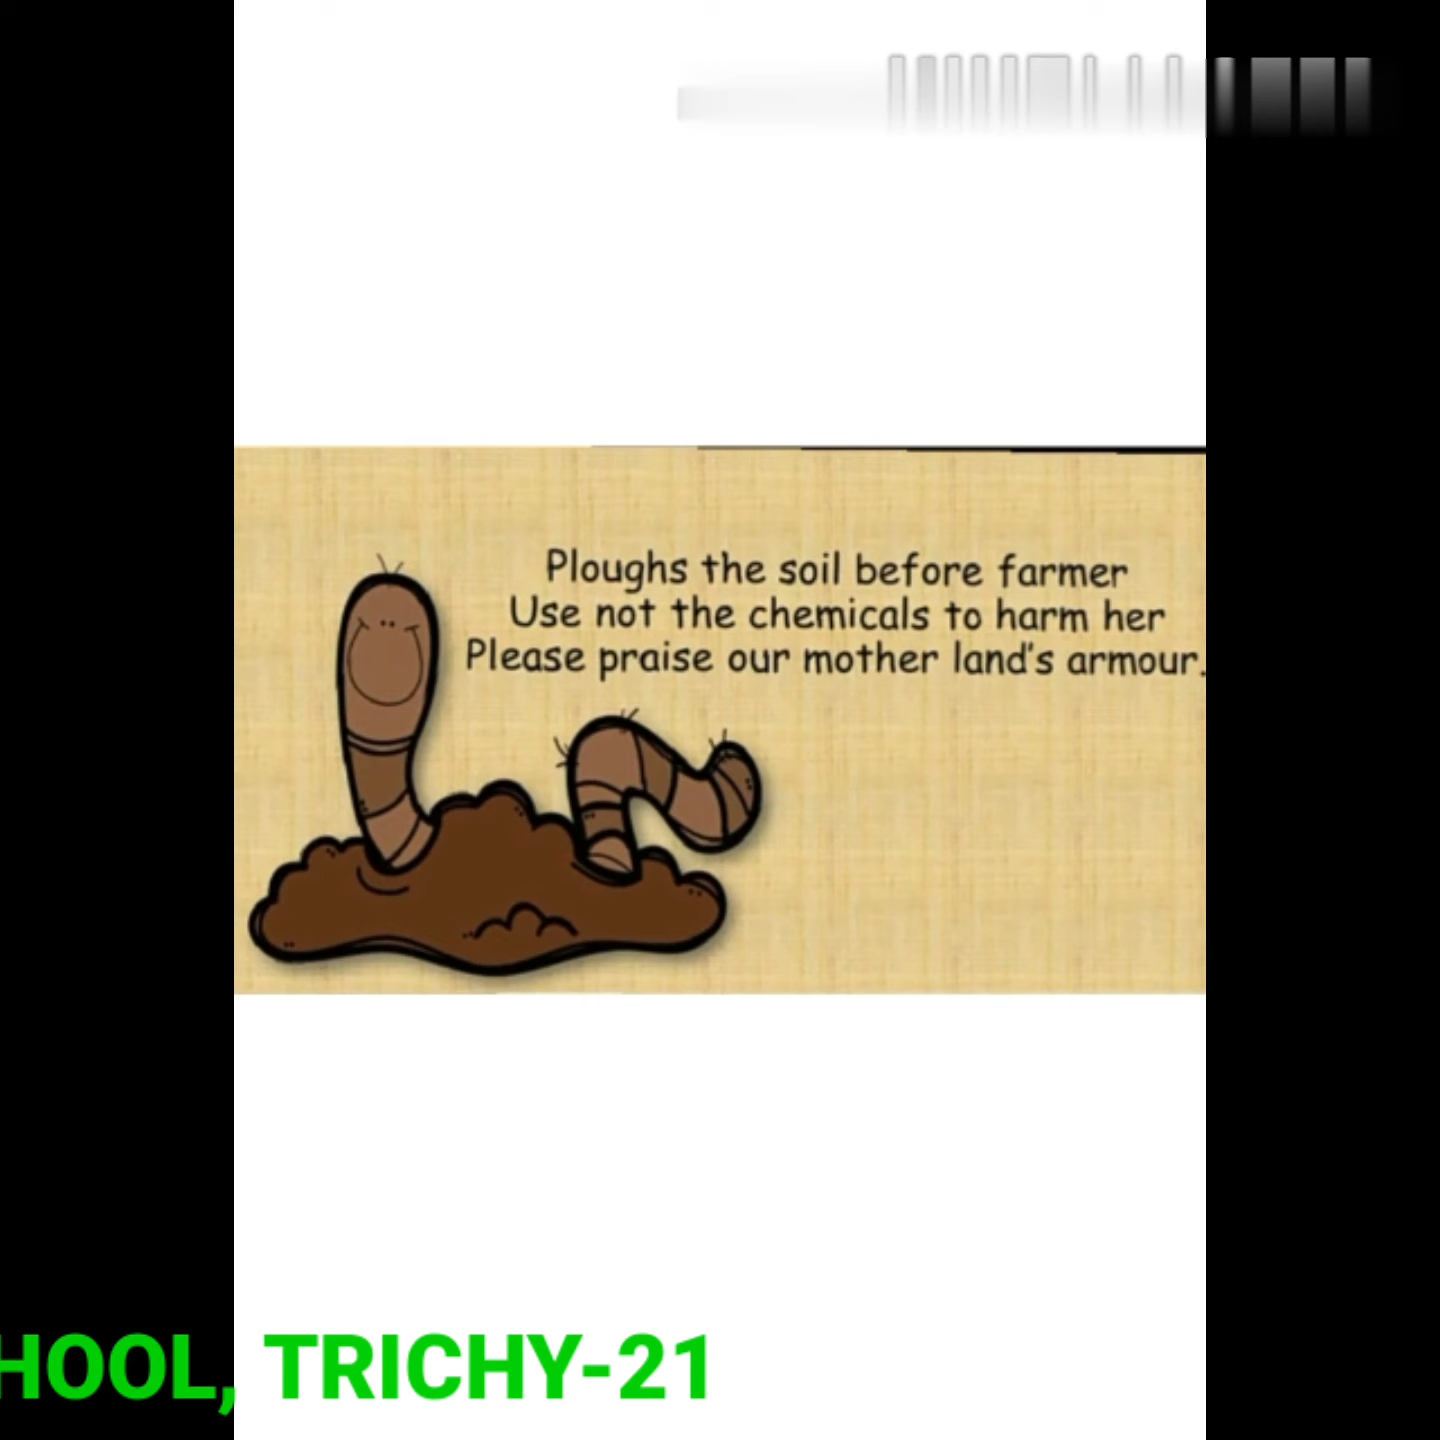 Ploughs the soil before farmer
Use not the chemicals to harm her
Please praise our mother land's armour.
HOOL, TRICHY-21